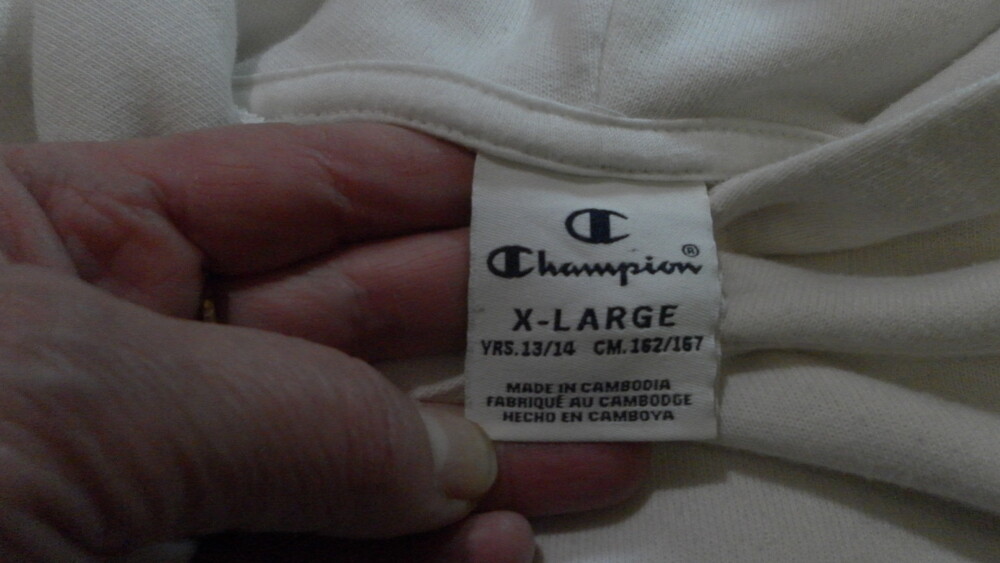 Champion®
X-LARGE
YRS.13/14 CM.162/167
MADE IN CAMBODIA
FABRIQUÉ AU CAMBODGE
HECHO EN CAMBOYA